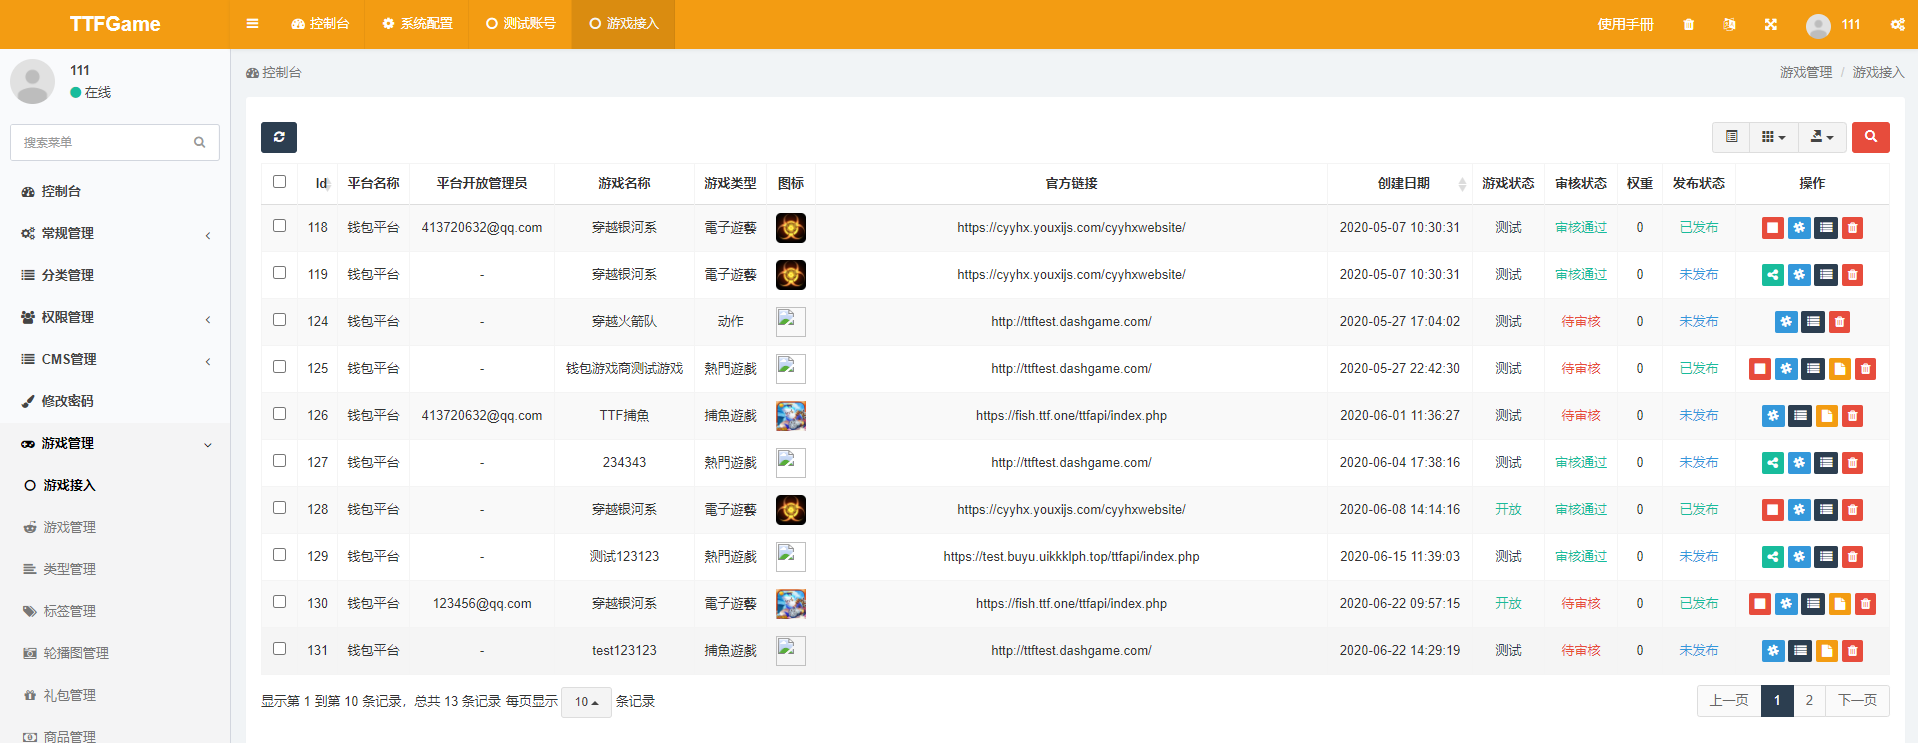 TTFGame 控制台 系统配置 测试账号 游戏接入 使用手冊 111
111
在线
搜索菜单
控制台
常规管理
分类管理
权限管理
CMS管理
修改密码
游戏管理
游戏接入
游戏管理
类型管理
标签管理
轮播图管理
礼包管理
商品管理
控制台 游戏管理 / 游戏接入
Id 平台名称 平台开放管理员 游戏名称 游戏类型 图标 官方链接 创建日期 游戏状态 审核状态 权重 发布状态 操作
118 钱包平台 413720632@qq.com 穿越银河系 電子遊藝 https://cyyhx.youxijs.com/cyyhxwebsite/ 2020-05-07 10:30:31 测试 审核通过 0 已发布
119 钱包平台 - 穿越银河系 電子遊藝 https://cyyhx.youxijs.com/cyyhxwebsite/ 2020-05-07 10:30:31 测试 审核通过 0 未发布
124 钱包平台 - 穿越火箭队 动作 http://ttftest.dashgame.com/ 2020-05-27 17:04:02 测试 待审核 0 未发布
125 钱包平台 - 钱包游戏商测试游戏 熱門遊戲 http://ttftest.dashgame.com/ 2020-05-27 22:42:30 测试 待审核 0 已发布
126 钱包平台 413720632@qq.com TTF捕魚 捕魚遊戲 https://fish.ttf.one/ttfapi/index.php 2020-06-01 11:36:27 测试 待审核 0 未发布
127 钱包平台 - 234343 熱門遊戲 http://ttftest.dashgame.com/ 2020-06-04 17:38:16 测试 审核通过 0 未发布
128 钱包平台 - 穿越银河系 電子遊藝 https://cyyhx.youxijs.com/cyyhxwebsite/ 2020-06-08 14:14:16 开放 审核通过 0 已发布
129 钱包平台 - 测试123123 熱門遊戲 https://test.buyu.uikkklph.top/ttfapi/index.php 2020-06-15 11:39:03 测试 审核通过 0 未发布
130 钱包平台 123456@qq.com 穿越银河系 電子遊藝 https://fish.ttf.one/ttfapi/index.php 2020-06-22 09:57:15 开放 待审核 0 已发布
131 钱包平台 - test123123 捕魚遊戲 http://ttftest.dashgame.com/ 2020-06-22 14:29:19 测试 待审核 0 未发布
显示第 1 到第 10 条记录，总共 13 条记录 每页显示 10 条记录 上一页 1 2 下一页